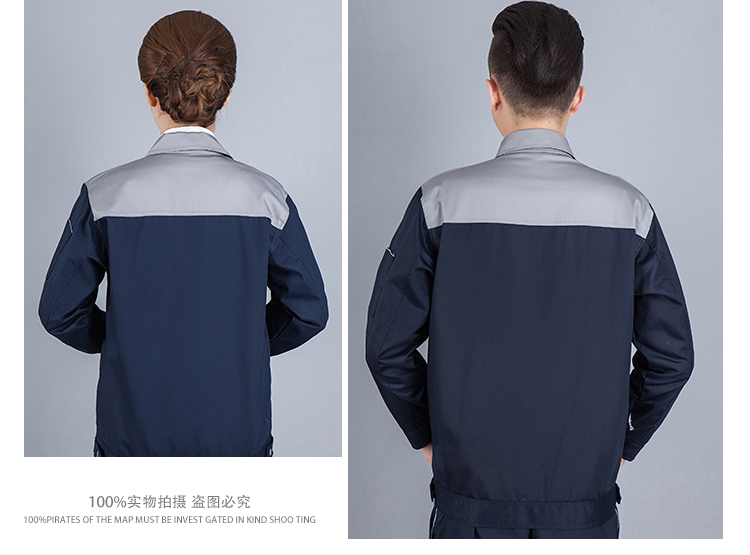 100%实物拍摄 盗图必究
100%PIRATES OF THE MAP MUST BE INVEST GATED IN KIND SHOO TING